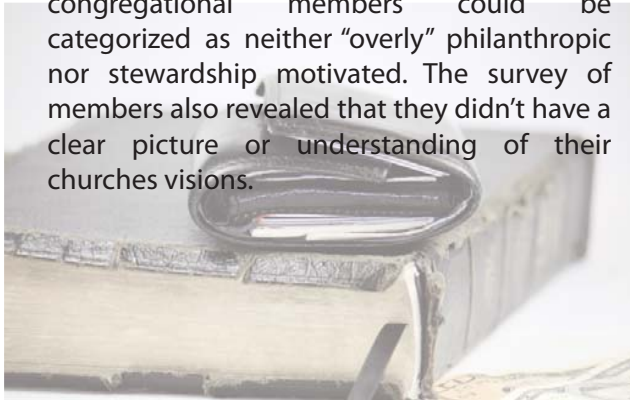 congregational members could be
categorized as neither “overly” philanthropic
nor stewardship motivated. The survey of
members also revealed that they didn’t have a
clear picture or understanding of their
churches visions.